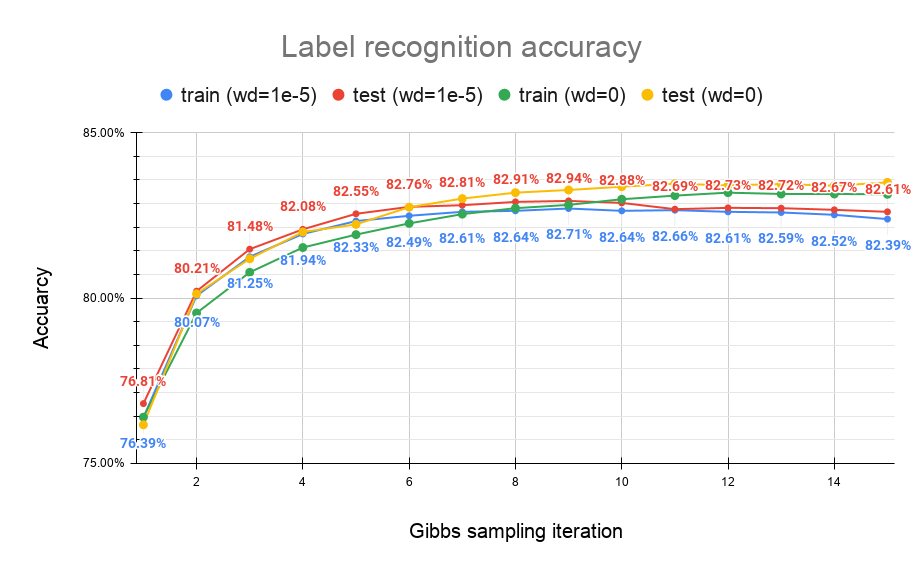 Label recognition accuracy
train (wd=1e-5) test (wd=1e-5) train (wd=0) test (wd=0)
85.00%
80.00%
75.00%
Accuarcy
76.81% 80.21% 81.48% 82.08% 82.55% 82.76% 82.81% 82.91% 82.94% 82.88% 82.69% 82.73% 82.72% 82.67% 82.61%
76.39% 80.07% 81.25% 81.94% 82.33% 82.49% 82.61% 82.64% 82.71% 82.64% 82.66% 82.61% 82.59% 82.52% 82.39%
2 4 6 8 10 12 14
Gibbs sampling iteration